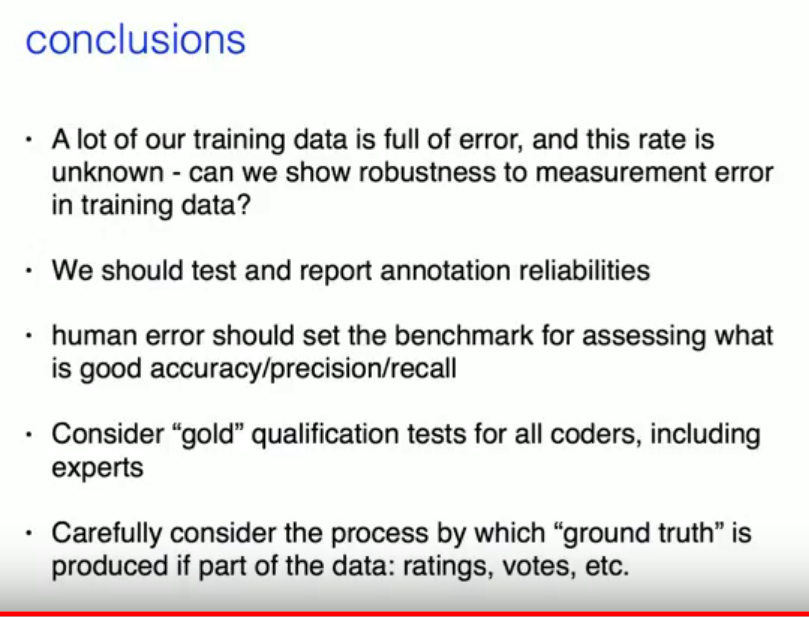 conclusions
· A lot of our training data is full of error, and this rate is
unknown - can we show robustness to measurement error
in training data?
· We should test and report annotation reliabilities
· human error should set the benchmark for assessing what
is good accuracy/precision/recall
· Consider “gold” qualification tests for all coders, including
experts
· Carefully consider the process by which “ground truth” is
produced if part of the data: ratings, votes, etc.